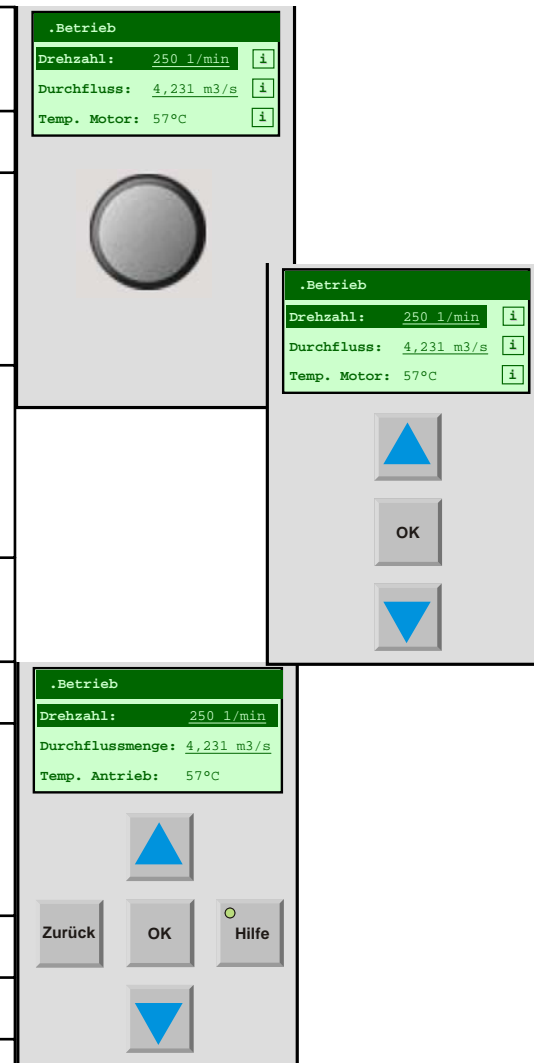 .Betrieb
Drehzahl: 250 1/min i
Durchfluss: 4,231 m3/s i
Temp. Motor: 57°C i
.Betrieb
Drehzahl: 250 1/min i
Durchfluss: 4,231 m3/s i
Temp. Motor: 57°C i
OK
.Betrieb
Drehzahl: 250 1/min
Durchflussmenge: 4,231 m3/s
Temp. Antrieb: 57°C
Zurück OK Hilfe